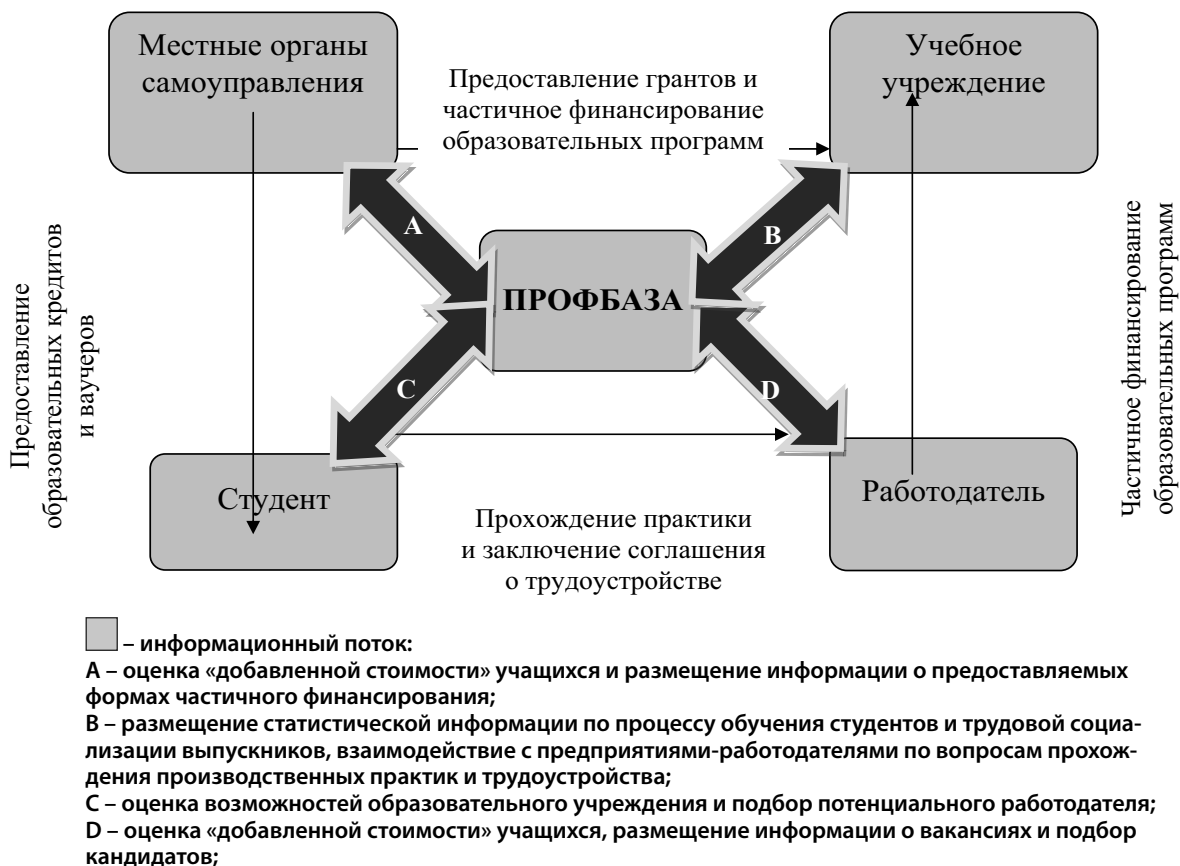 Местные органы
самоуправления
Предоставление грантов и
частичное финансирование
образовательных программ
Учебное
учреждение
A
B
ПРОФБАЗА
C
D
Предоставление
образовательных кредитов
и ваучеров
Частичное финансирование
образовательных программ
Студент
Прохождение практики
и заключение соглашения
о трудоустройстве
Работодатель
– информационный поток:
A – оценка «добавленной стоимости» учащихся и размещение информации о предоставляемых
формах частичного финансирования;
B – размещение статистической информации по процессу обучения студентов и трудовой социа-
лизации выпускников, взаимодействие с предприятиями-работодателями по вопросам прохож-
дения производственных практик и трудоустройства;
C – оценка возможностей образовательного учреждения и подбор потенциального работодателя;
D – оценка «добавленной стоимости» учащихся, размещение информации о вакансиях и подбор
кандидатов;